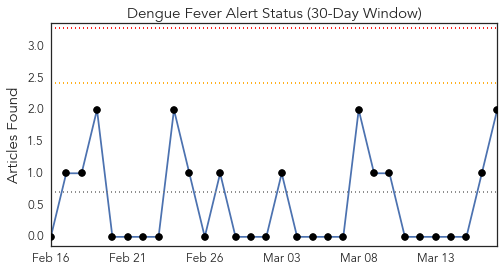 Dengue Fever Alert Status (30-Day Window)
Articles Found
3.0
2.5
2.0
1.5
1.0
0.5
0.0
Feb 16 Feb 21 Feb 26 Mar 03 Mar 08 Mar 13